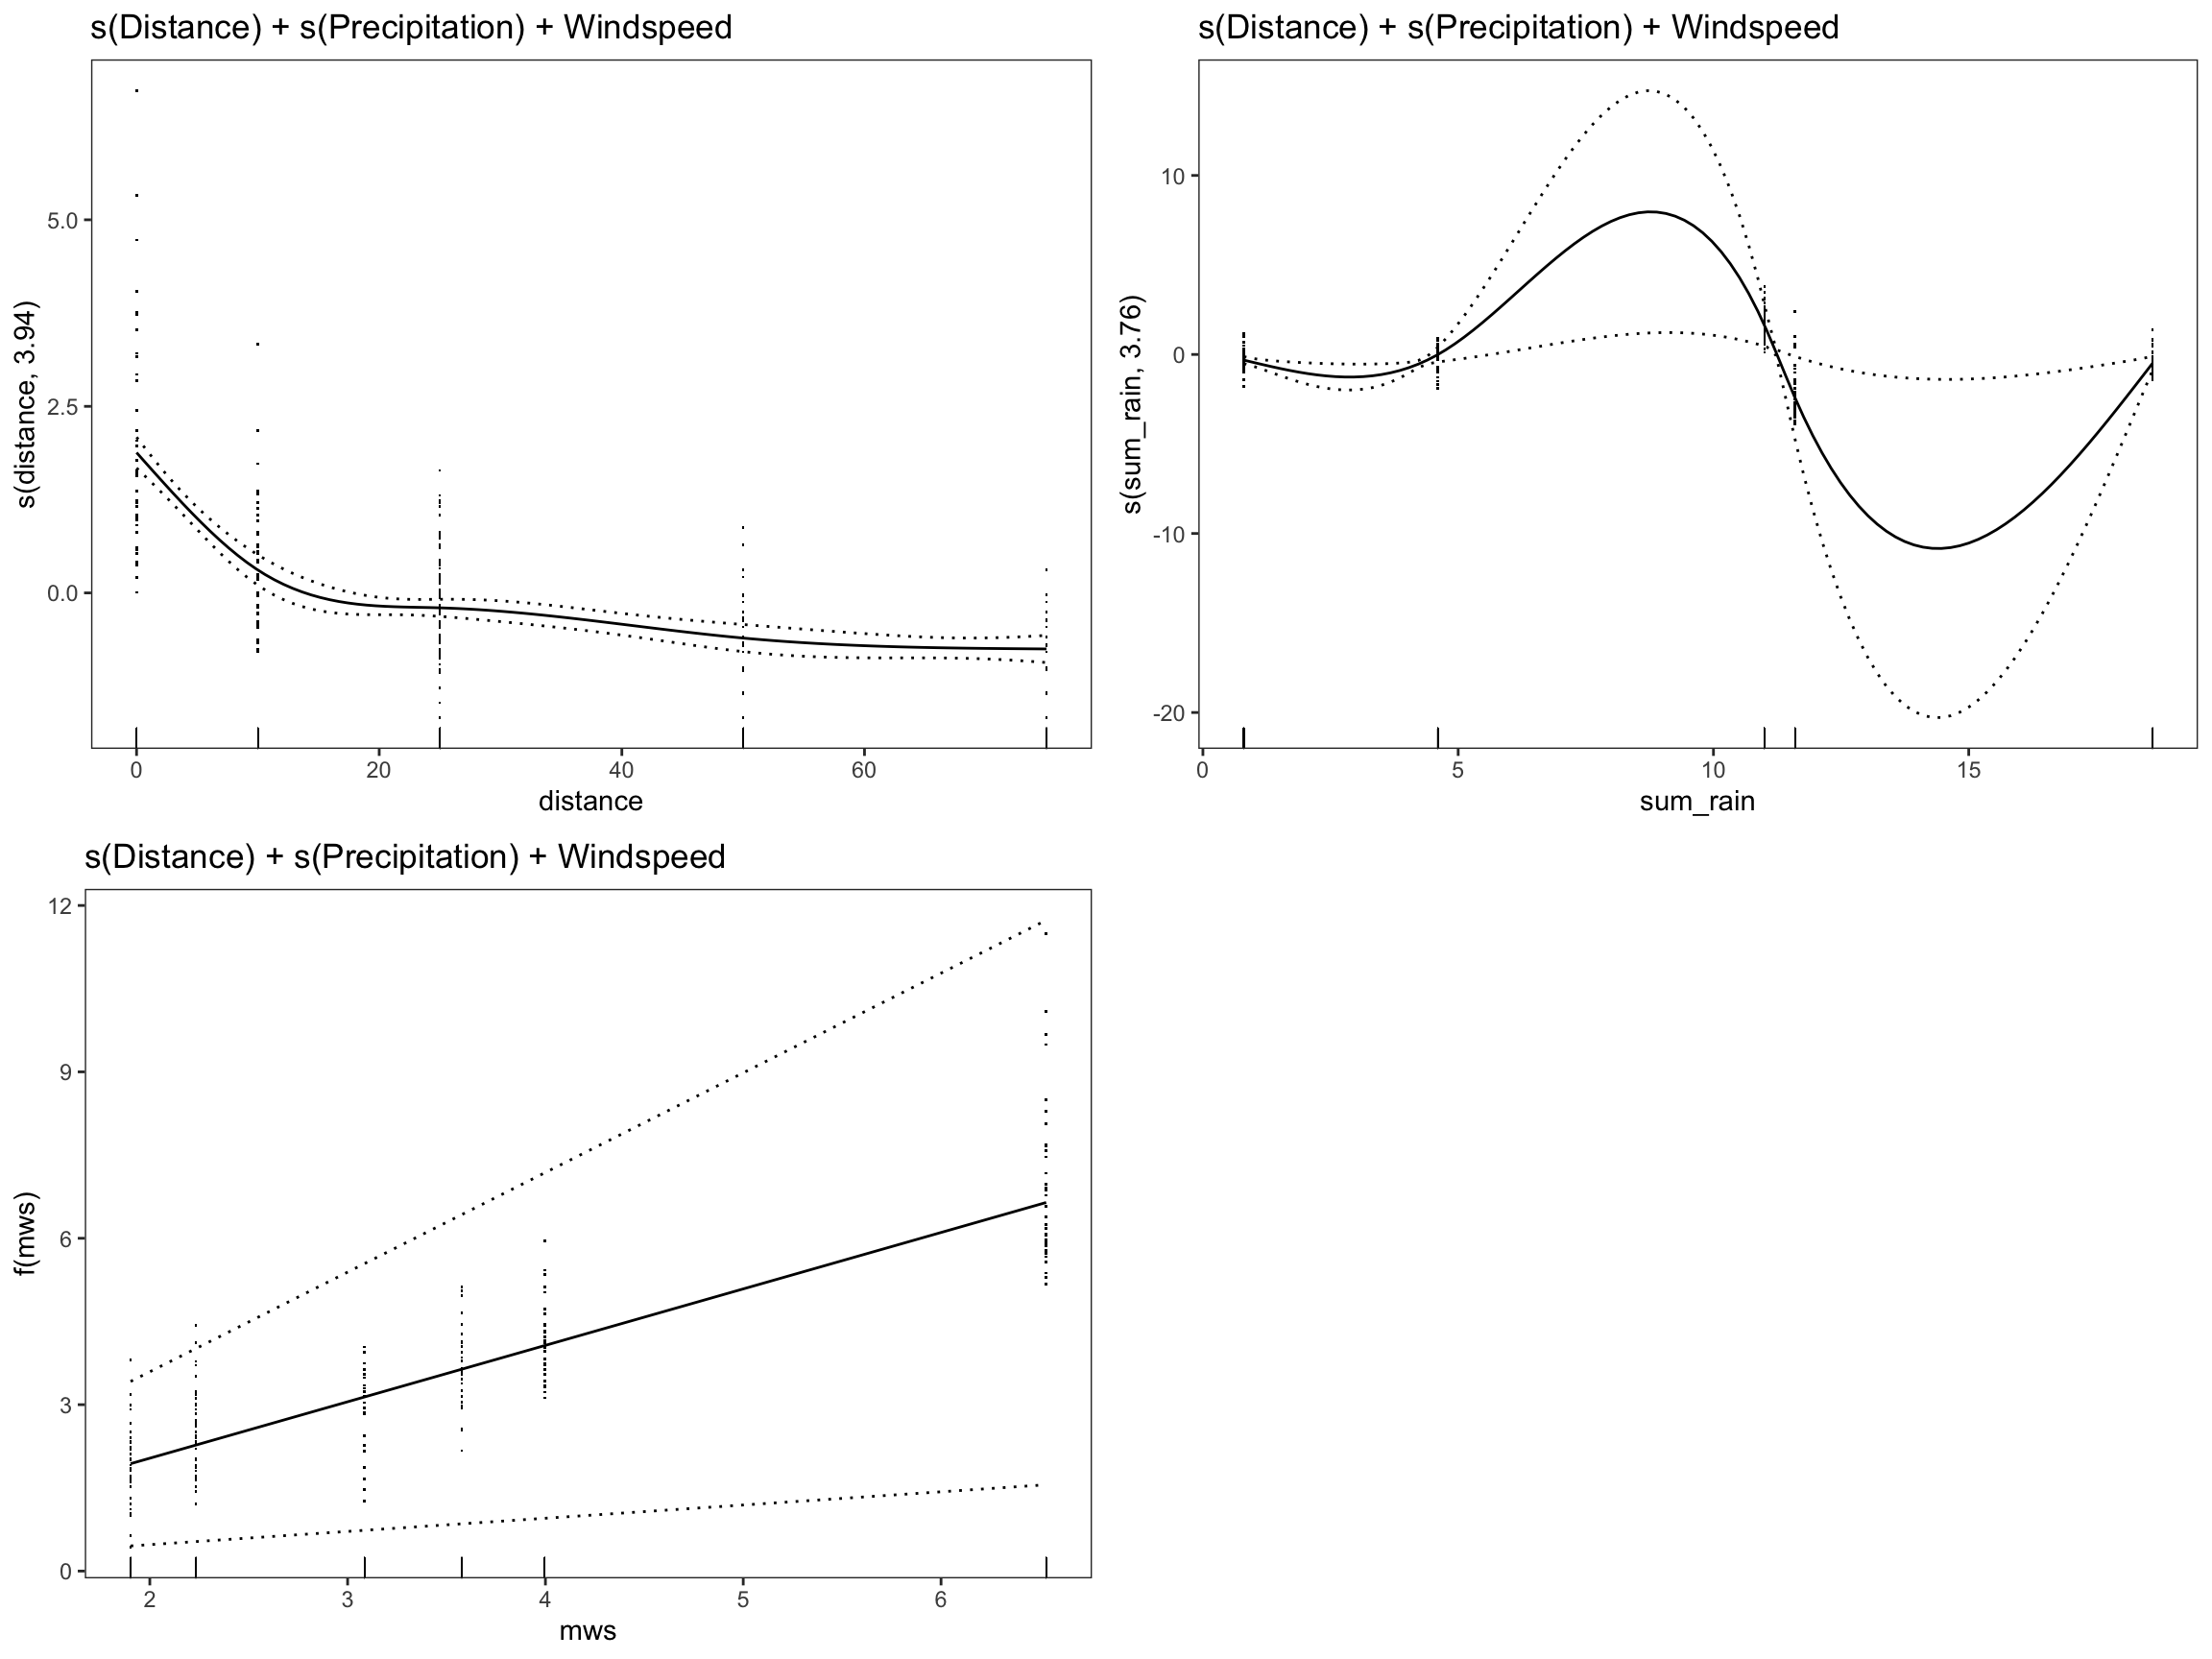 s(Distance) + s(Precipitation) + Windspeed
s(distance, 3.94)
5.0
2.5
0.0
0 20 40 60
distance
s(Distance) + s(Precipitation) + Windspeed
s(sum_rain, 3.76)
10
0
-10
-20
0 5 10 15
sum_rain
s(Distance) + s(Precipitation) + Windspeed
f(mws)
12
9
6
3
0
2 3 4 5 6
mws